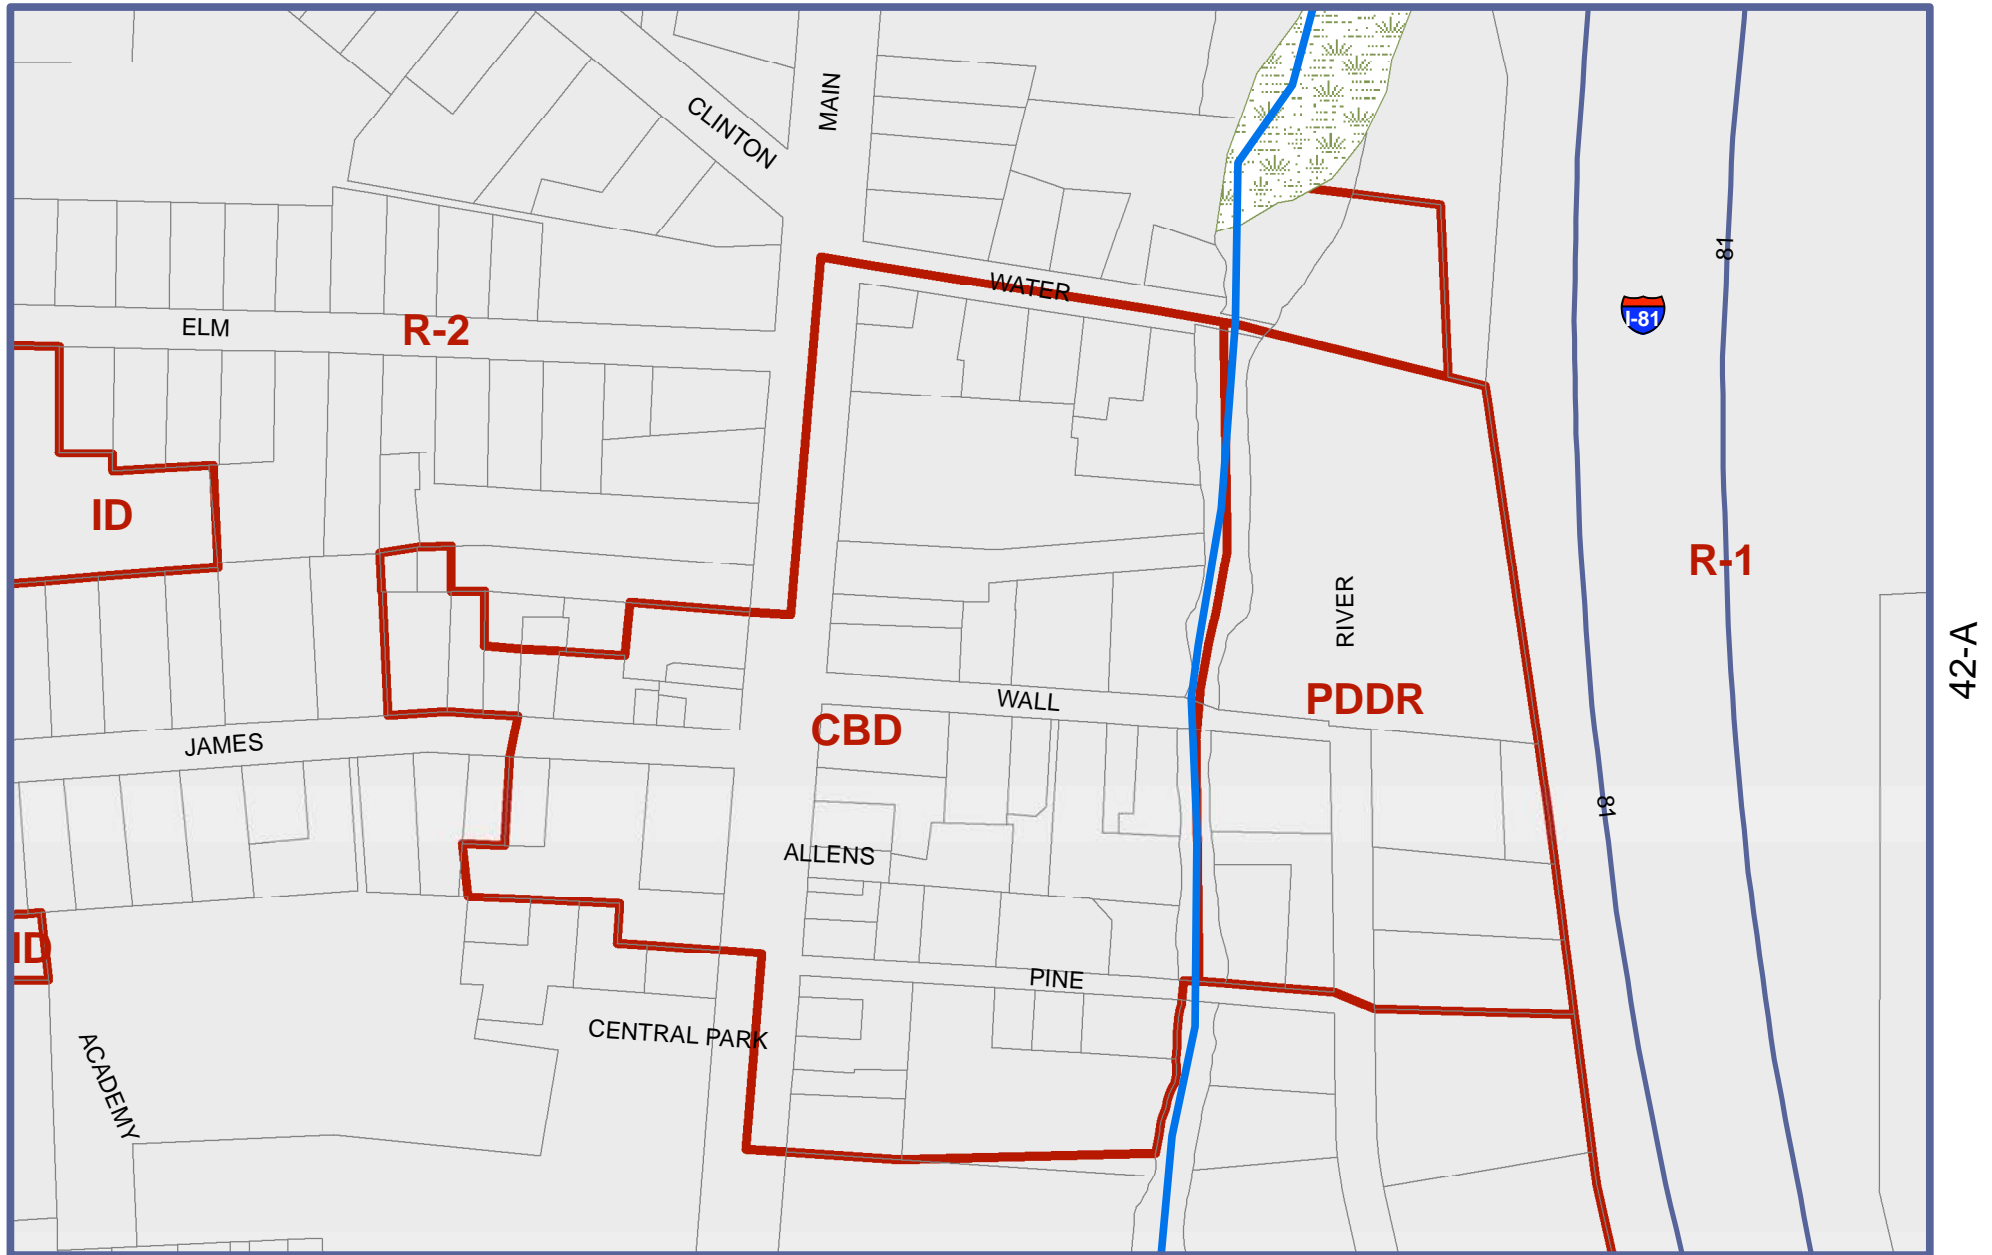 CLINTON
MAIN
81
WATER
I-81
ELM
R-2
ID
R-1
RIVER
42-A
WALL
PDDR
CBD
JAMES
81
ALLENS
ID
PINE
CENTRAL PARK
ACADEMY